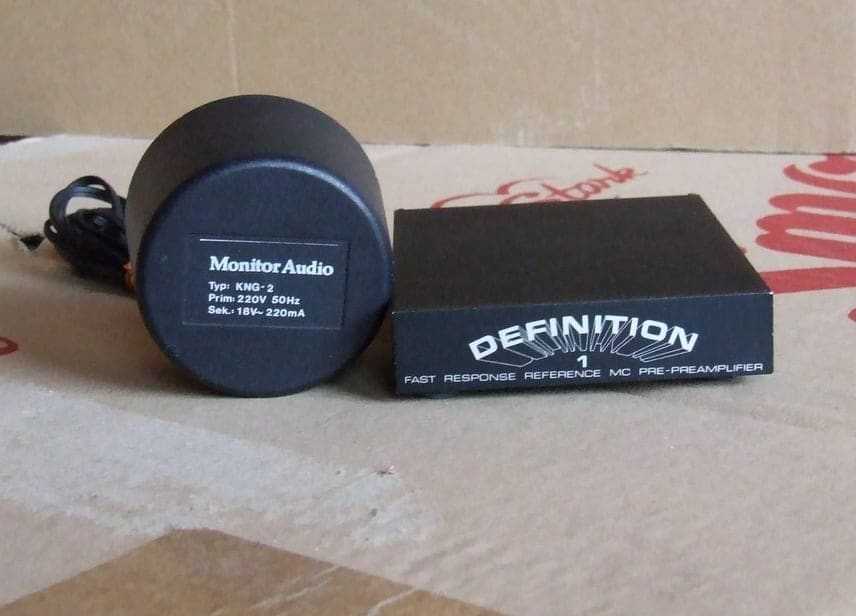 Monitor Audio
Typ: KNG-2
Prim: 220V 50Hz
Sek.: 18V~ 220mA
DEFINITION
1
FAST RESPONSE REFERENCE MC PRE-PREAMPLIFIER